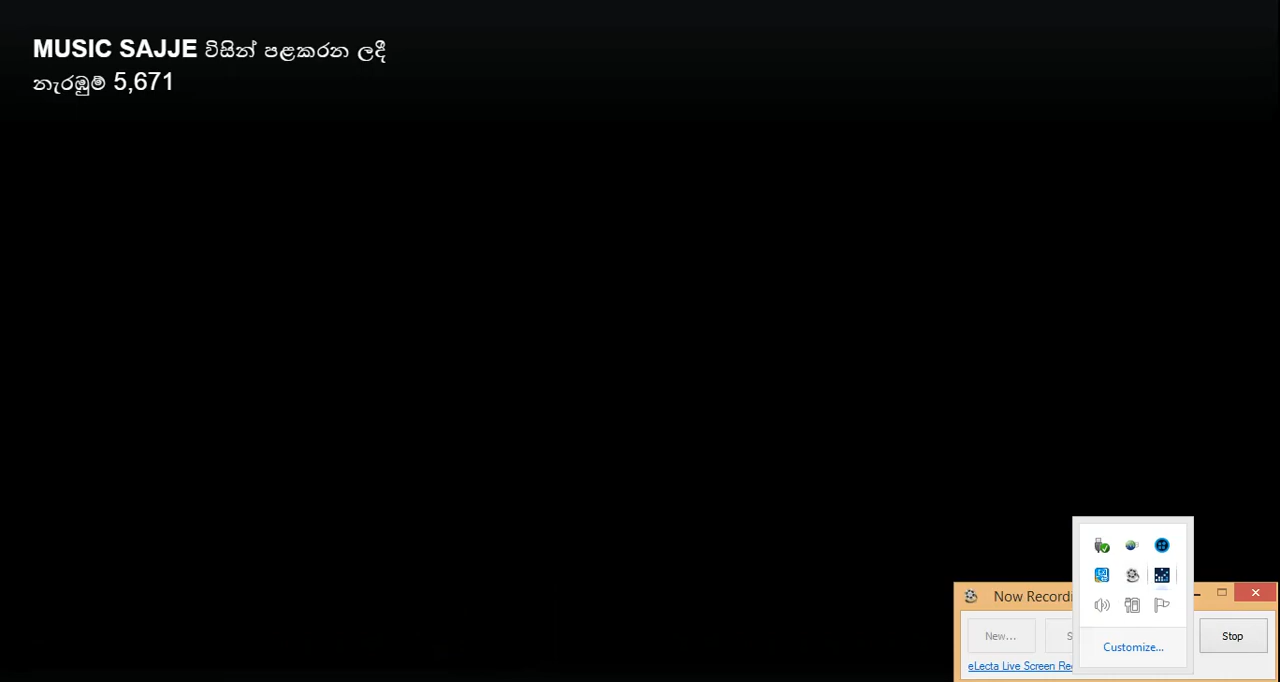 MUSIC SAJJE විසින් පළකරන ලදී
නැරඹුම් 5,671
Now Recordi
New...
S
Stop
Customize...
eLecta Live Screen Rec